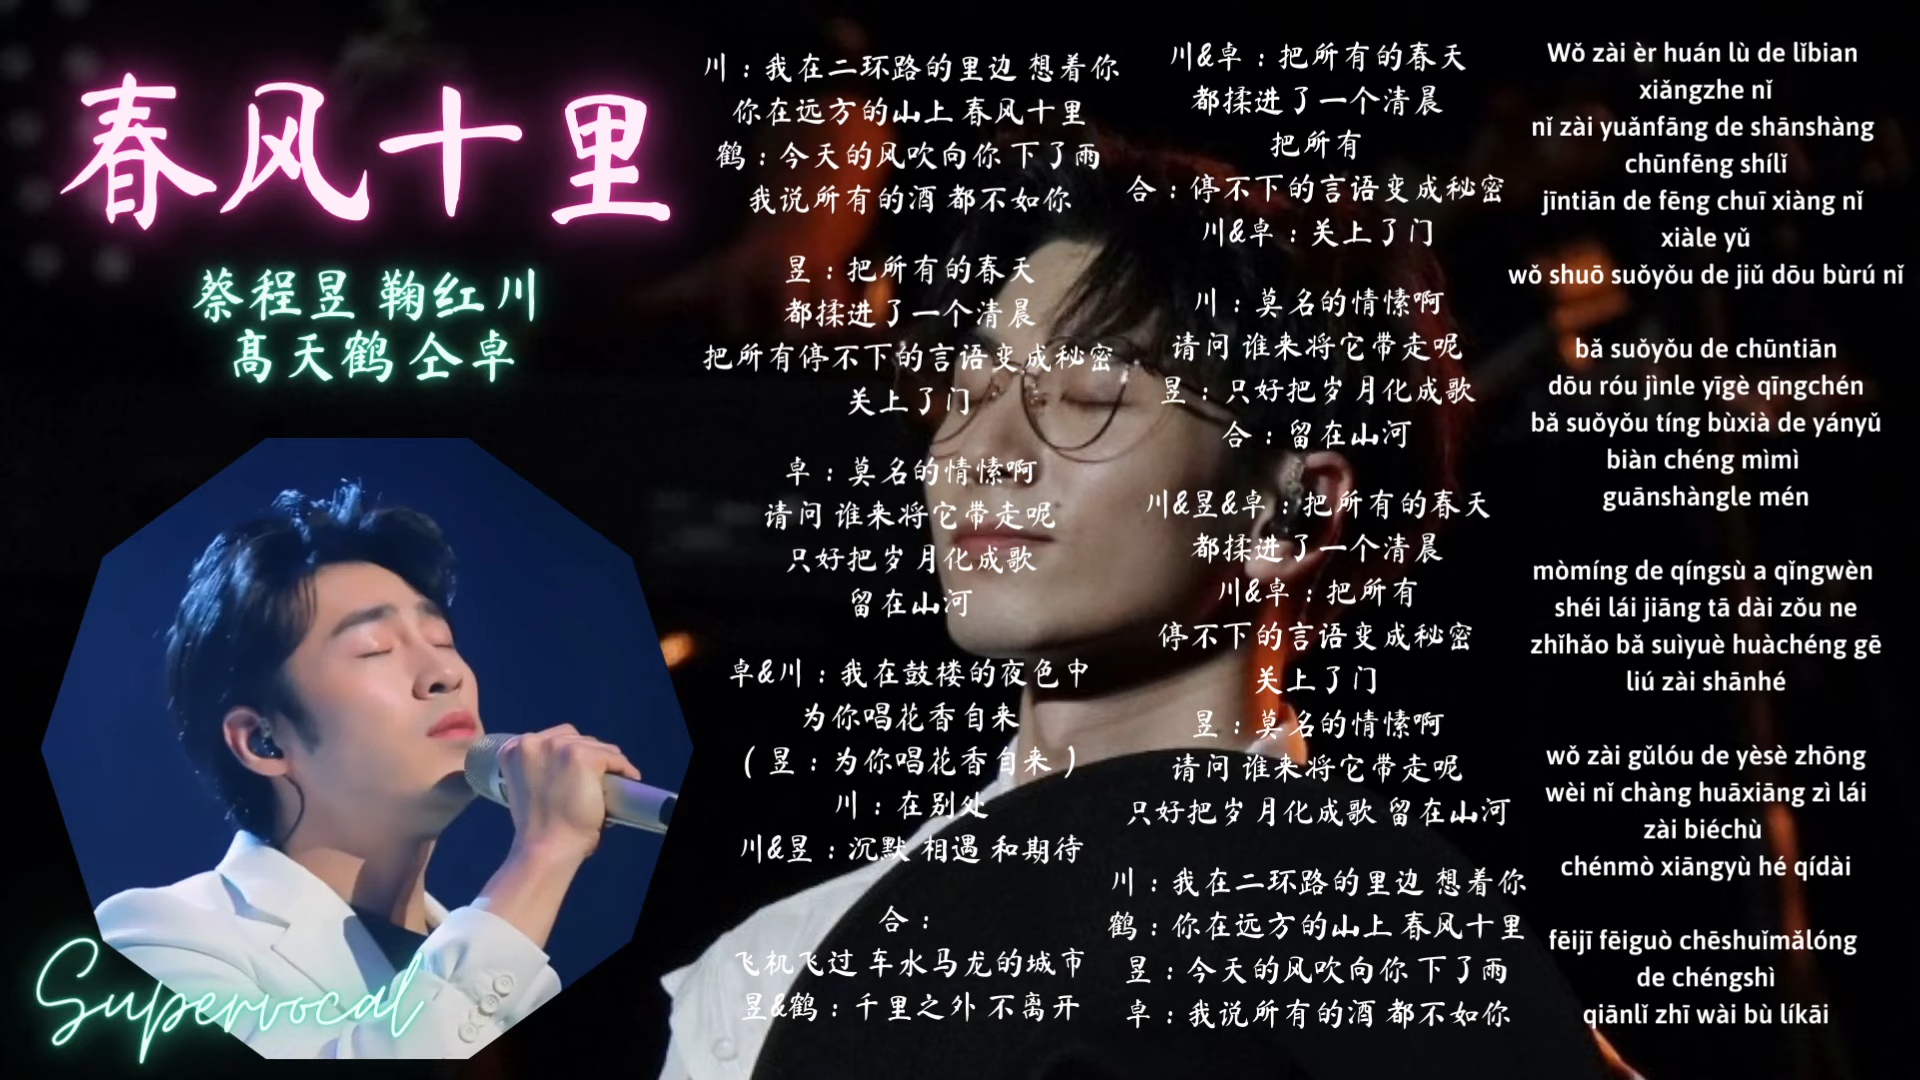 春风十里
蔡程昱 鞠红川
高天鹤 仝卓
Supervocal
川：我在二环路的里边 想着你
你在远方的山上 春风十里
鹤：今天的风吹向你 下了雨
我说所有的酒 都不如你
昱：把所有的春天
都揉进了一个清晨
把所有停不下的言语变成秘密
关上了门
卓：莫名的情愫啊
请问 谁来将它带走呢
只好把岁月化成歌
留在山河
卓&川：我在鼓楼的夜色中
为你唱花香自来
（昱：为你唱花香自来）
川：在别处
川&昱：沉默 相遇 和期待
合：
飞机飞过 车水马龙的城市
昱&鹤：千里之外 不离开
川&卓：把所有的春天
都揉进了一个清晨
把所有
合：停不下的言语变成秘密
川&卓：关上了门
川：莫名的情愫啊
请问 谁来将它带走呢
昱：只好把岁月化成歌
合：留在山河
川&昱&卓：把所有的春天
都揉进了一个清晨
川&卓：把所有
停不下的言语变成秘密
关上了门
昱：莫名的情愫啊
请问 谁来将它带走呢
只好把岁月化成歌 留在山河
川：我在二环路的里边 想着你
鹤：你在远方的山上 春风十里
昱：今天的风吹向你 下了雨
卓：我说所有的酒 都不如你
Wǒ zài èr huán lù de lǐbian
xiǎngzhe nǐ
nǐ zài yuǎnfāng de shānshàng
chūnfēng shílǐ
jīntiān de fēng chuī xiàng nǐ
xiàle yǔ
wǒ shuō suǒyǒu de jiǔ dōu bùrú nǐ
bǎ suǒyǒu de chūntiān
dōu róu jìnle yīgè qīngchén
bǎ suǒyǒu tíng bùxià de yányǔ
biàn chéng mìmì
guānshàngle mén
mòmíng de qíngsù a qǐngwèn
shéi lái jiāng tā dài zǒu ne
zhǐhǎo bǎ suìyuè huàchéng gē
liú zài shānhé
wǒ zài gǔlóu de yèsè zhōng
wèi nǐ chàng huāxiāng zì lái
zài biéchù
chénmò xiāngyù hé qídài
fēijī fēiguò chēshuǐmǎlóng
de chéngshì
qiānlǐ zhī wài bù líkāi